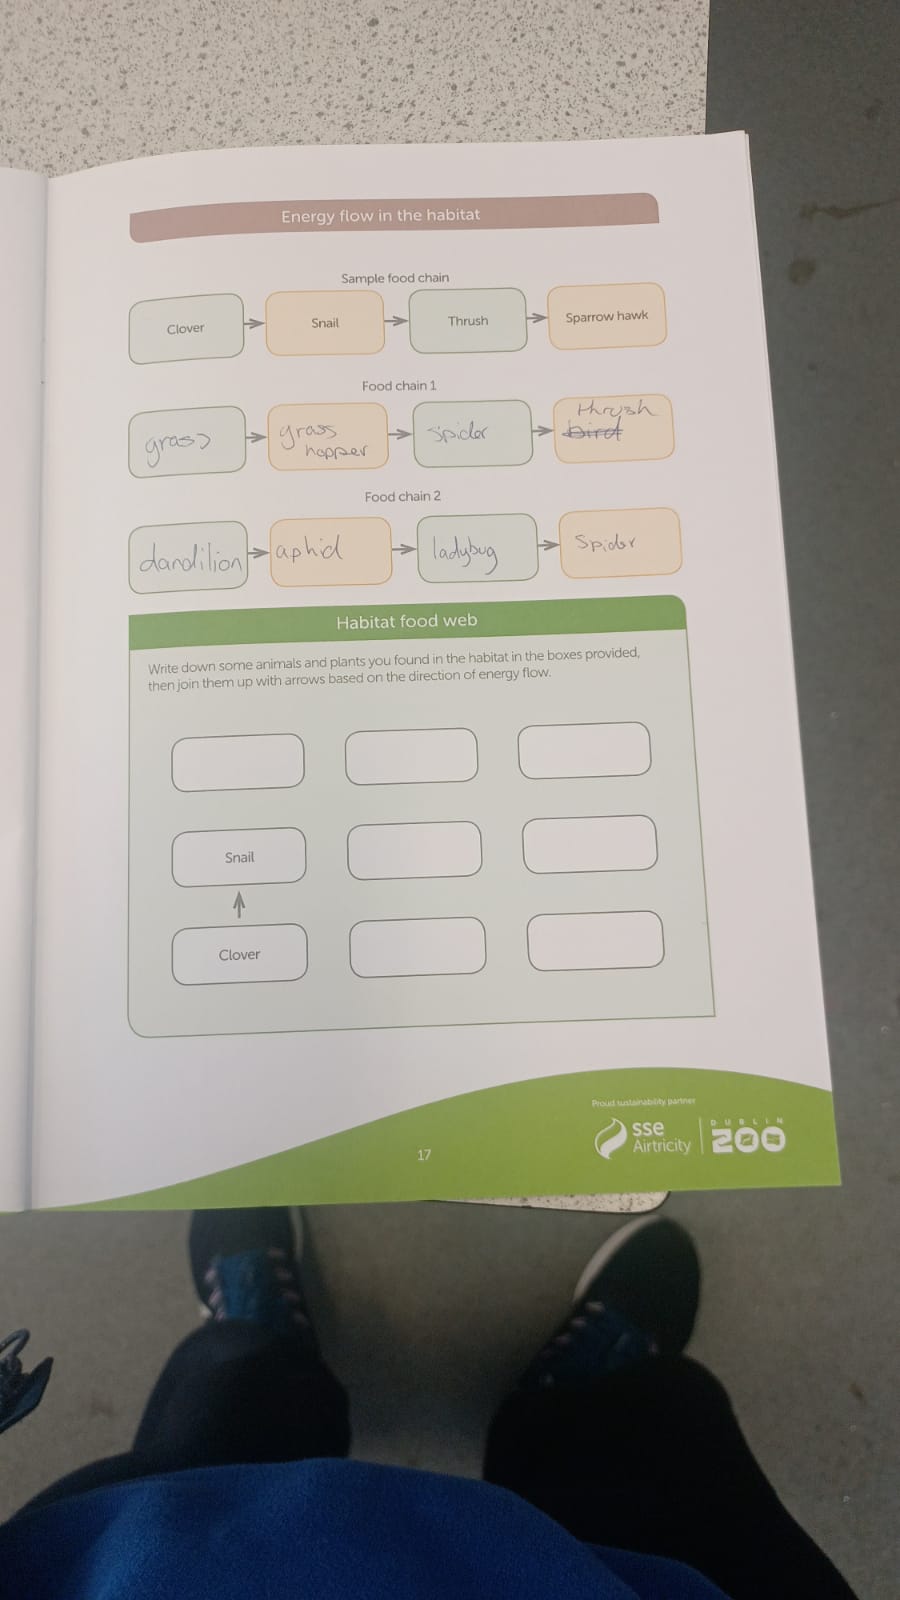 Energy flow in the habitat
Sample food chain
Clover
Snail
Thrush
Sparrow hawk
Food chain 1
grass
grass
hopper
spider
thrush
bird
Food chain 2
dandilion
aphid
ladybug
Spider
Habitat food web
Write down some animals and plants you found in the habitat in the boxes provided,
then join them up with arrows based on the direction of energy flow.
Snail
Clover
Proud sustainability partner
sse
Airtricity
DUBLIN
ZOO
17